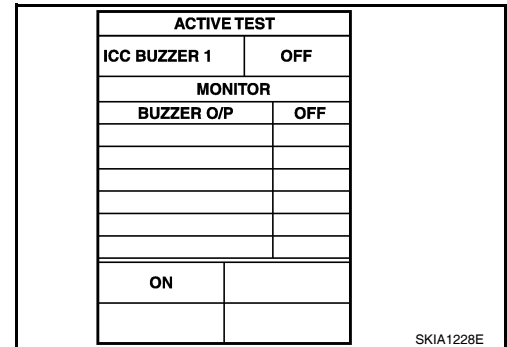 ACTIVE TEST
ICC BUZZER 1 OFF
MONITOR
BUZZER O/P OFF
ON
SKIA1228E